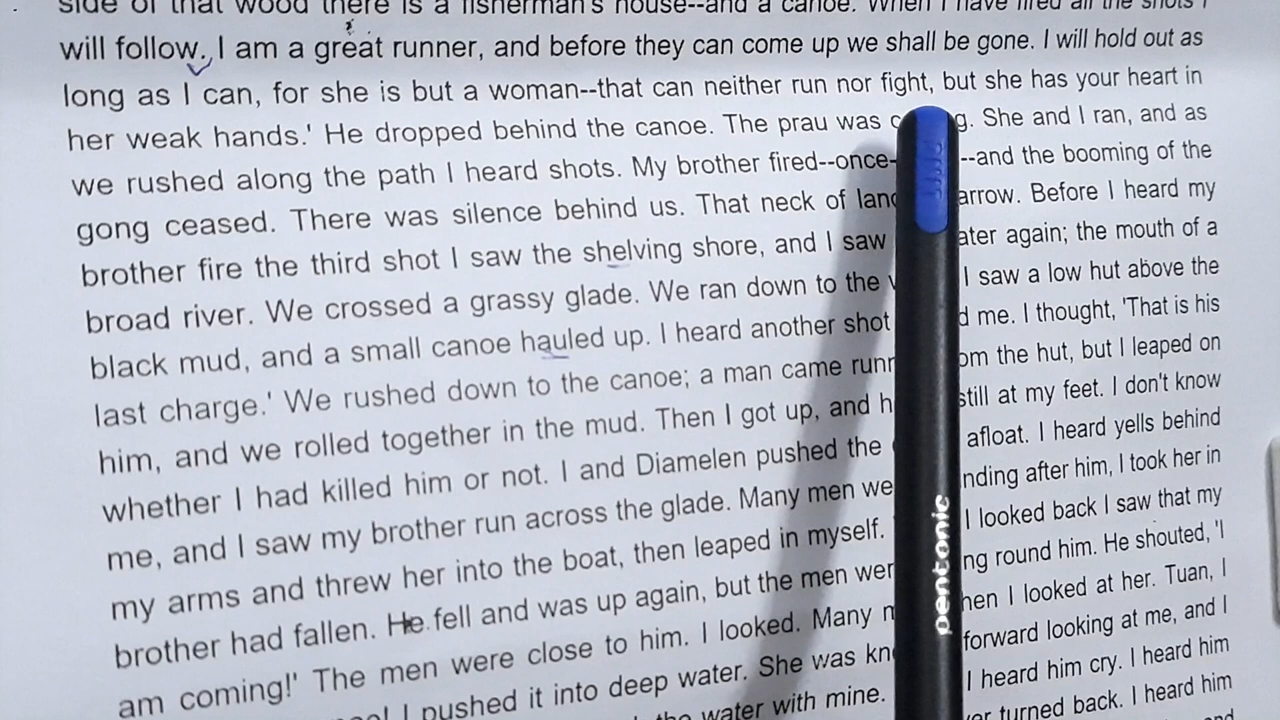 side of that wood there is a fisherman's house--and a canoe. When I have fired all the shots I
will follow. I am a great runner, and before they can come up we shall be gone. I will hold out as
long as I can, for she is but a woman--that can neither run nor fight, but she has your heart in
her weak hands.' He dropped behind the canoe. The prau was She and I ran, and as
we rushed along the path I heard shots. My brother fired--once- --and the booming of the
gong ceased. There was silence behind us. That neck of Before I heard my
brother fire the third shot I saw the shelving shore, and I saw again; the mouth of a
broad river. We crossed a grassy glade. We ran down to the I saw a low hut above the
black mud, and a small canoe hauled up. I heard another shot me. I thought, 'That is his
last charge.' We rushed down to the canoe; a man came the hut, but I leaped on
him, and we rolled together in the mud. Then I got up, and still at my feet. I don't know
whether I had killed him or not. I and Diamelen pushed the afloat. I heard yells behind
me, and I saw my brother run across the glade. Many men after him, I took her in
my arms and threw her into the boat, then leaped in myself. I looked back I saw that my
brother had fallen. He fell and was up again, but the men round him. He shouted, 'I
am coming!' The men were close to him. I looked. Many I looked at her. Tuan, I
I pushed it into deep water. She was forward looking at me, and I
the water with mine. I heard him cry. I heard him
turned back. I heard him
and
pentonic